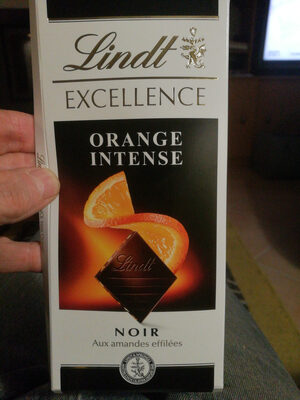 Lindt
EXCELLENCE
ORANGE
INTENSE
Lindt
NOIR
Aux amandes effilées